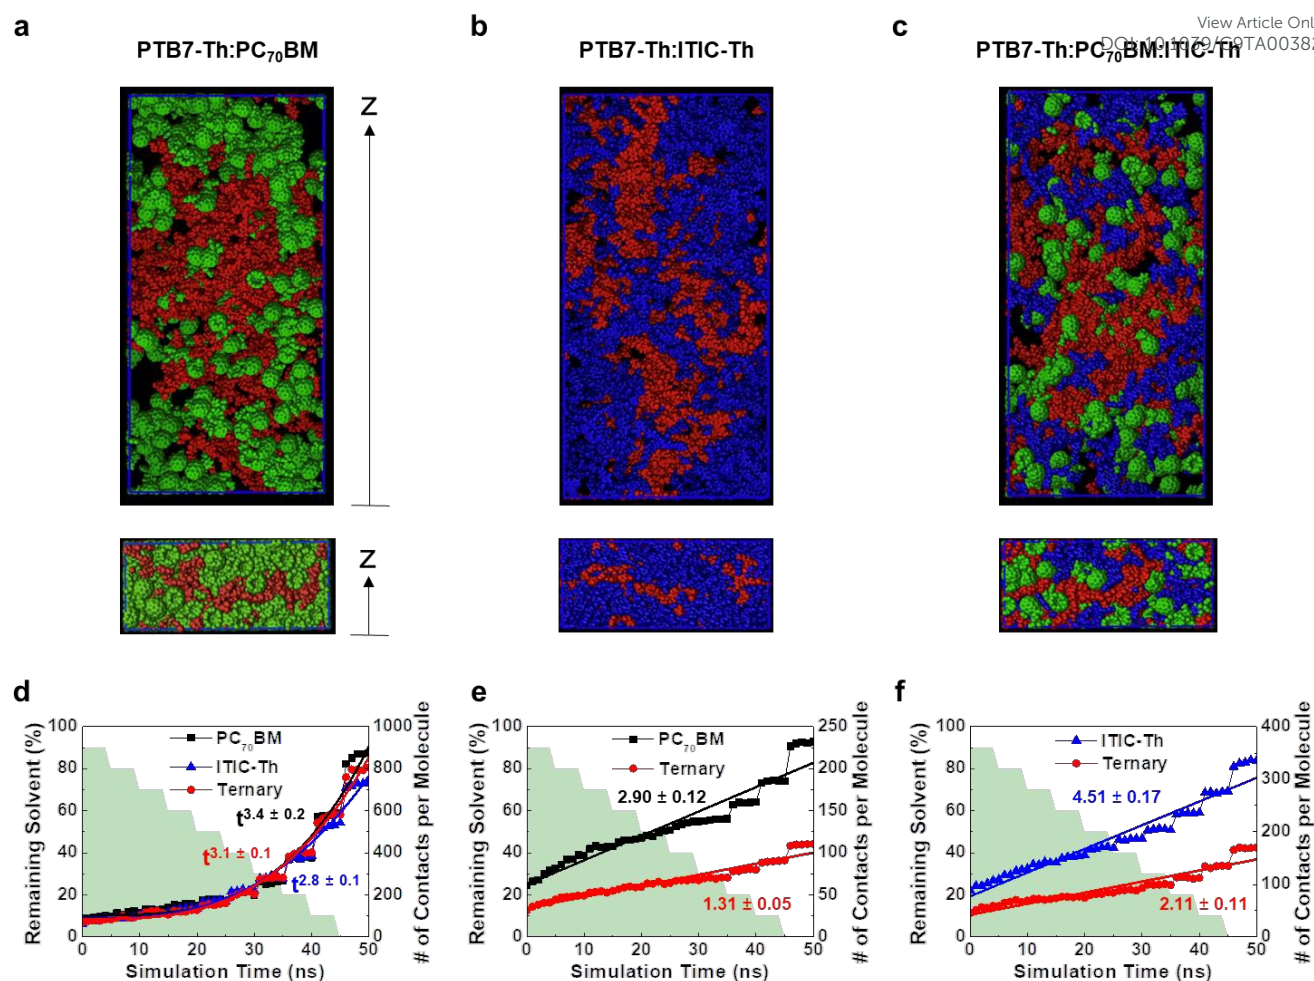 a
b
c
View Article Onl
DOI: 10.1039/C9TA00382
PTB7-Th:PC70BM
PTB7-Th:ITIC-Th
PTB7-Th:PC70BM:ITIC-Th
Z
Z
d
e
f
100
80
60
40
20
0
Remaining Solvent (%)
1000
800
600
400
200
0
# of Contacts per Molecule
PC70BM
ITIC-Th
Ternary
t3.4 ± 0.2
t3.1 ± 0.1
t2.8 ± 0.1
0 10 20 30 40 50
Simulation Time (ns)
100
80
60
40
20
0
Remaining Solvent (%)
250
200
150
100
50
0
# of Contacts per Molecule
PC70BM
Ternary
2.90 ± 0.12
1.31 ± 0.05
0 10 20 30 40 50
Simulation Time (ns)
100
80
60
40
20
0
Remaining Solvent (%)
400
300
200
100
0
# of Contacts per Molecule
ITIC-Th
Ternary
4.51 ± 0.17
2.11 ± 0.11
0 10 20 30 40 50
Simulation Time (ns)